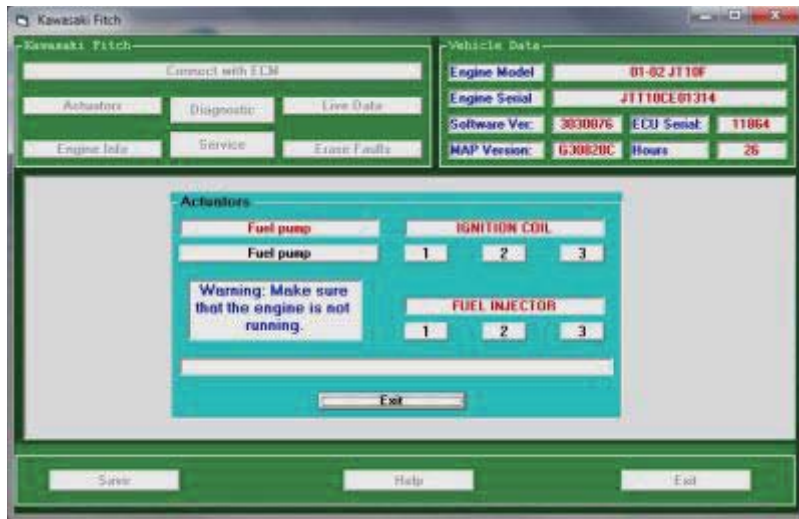 Kawasaki Fitch
Kawasaki Fitch
Connect with ECM
Actuators
Diagnostic
Live Data
Engine Info
Service
Erase Faults
Vehicle Data
Engine Model
01-02 JT10F
Engine Serial
JT110CE01314
Software Ver:
3030076
ECU Serial:
11864
MAP Version:
G30820C
Hours
26
Actuators
Fuel pump
Fuel pump
Warning: Make sure
that the engine is not
running.
IGNITION COIL
1 2 3
FUEL INJECTOR
1 2 3
Exit
Save
Help
Exit